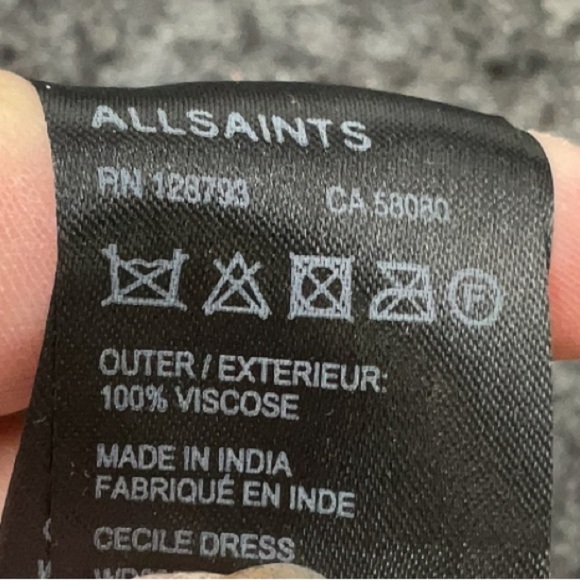 ALLSAINTS
RN 128793 CA 58080
F
OUTER / EXTERIEUR:
100% VISCOSE
MADE IN INDIA
FABRIQUÉ EN INDE
CECILE DRESS